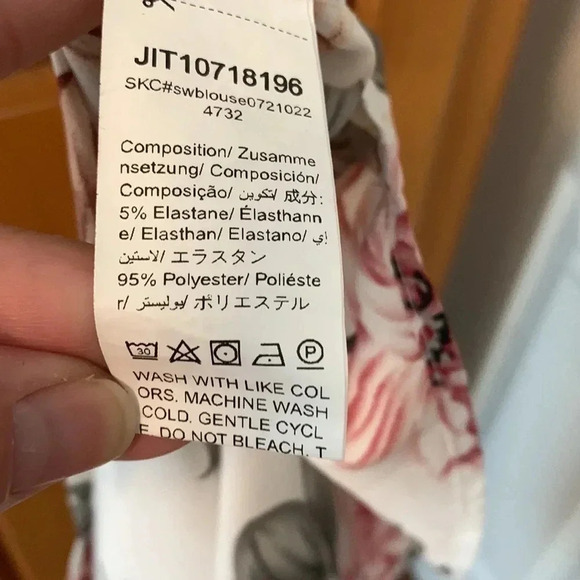 JIT10718196
SKC#swblouse0721022
4732
Composition/ Zusamme
nsetzung/ Composición/
Composição/ تكوين/ 成分:
5% Elastane/ Élasthann
e/ Elasthan/ Elastano/ إي
لاستين/ エラスタン
95% Polyester/ Poliéste
r/ بوليستر/ ポリエステル
30 P
WASH WITH LIKE COL
ORS. MACHINE WASH
COLD. GENTLE CYCL
E. DO NOT BLEACH. T